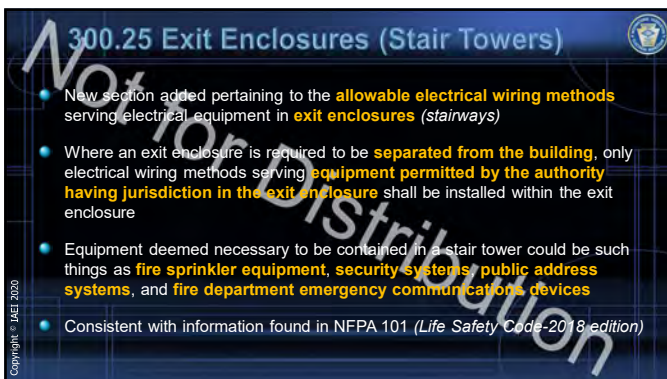 300.25 Exit Enclosures (Stair Towers)
New section added pertaining to the allowable electrical wiring methods
serving electrical equipment in exit enclosures (stairways)
Where an exit enclosure is required to be separated from the building, only
electrical wiring methods serving equipment permitted by the authority
having jurisdiction in the exit enclosure shall be installed within the exit
enclosure
Equipment deemed necessary to be contained in a stair tower could be such
things as fire sprinkler equipment, security systems, public address
systems, and fire department emergency communications devices
Consistent with information found in NFPA 101 (Life Safety Code-2018 edition)
Copyright © IAEI 2020
Not for Distribution